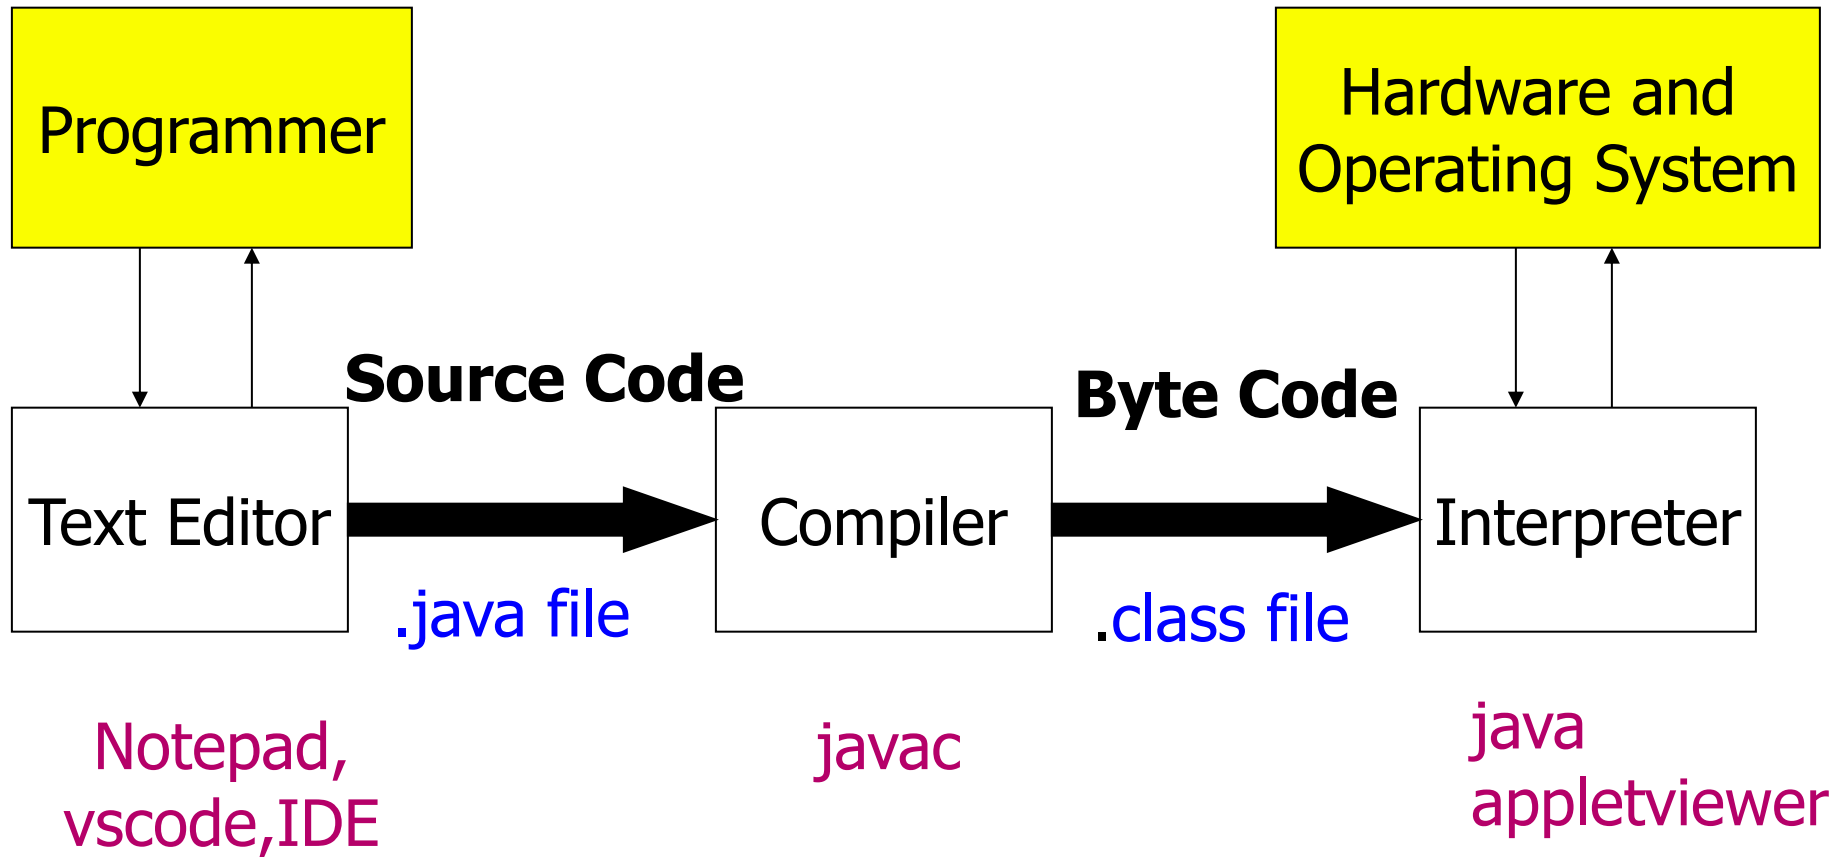 Programmer
Hardware and
Operating System
Source Code
Byte Code
Text Editor
Compiler
Interpreter
.java file
.class file
Notepad,
vscode,IDE
javac
java
appletviewer